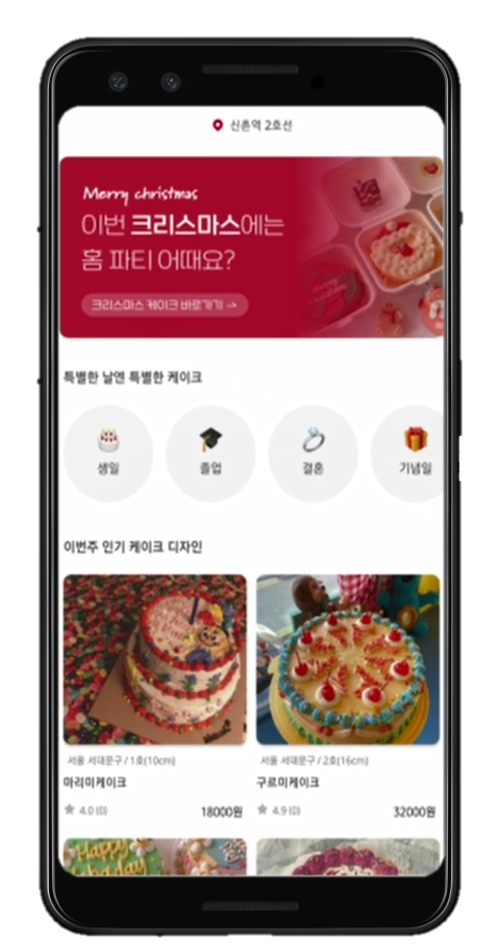 신촌역 2호선
Merry christmas
이번 크리스마스에는
홈 파티 어때요?
크리스마스 케이크 바로가기 →
특별한 날엔 특별한 케이크
생일
졸업
결혼
기념일
이번주 인기 케이크 디자인
서울 서대문구 / 1호(10cm)
마리미케이크
★ 4.0 (0)
18000원
서울 서대문구 / 2호(16cm)
구르미케이크
★ 4.9 (0)
32000원
Happy